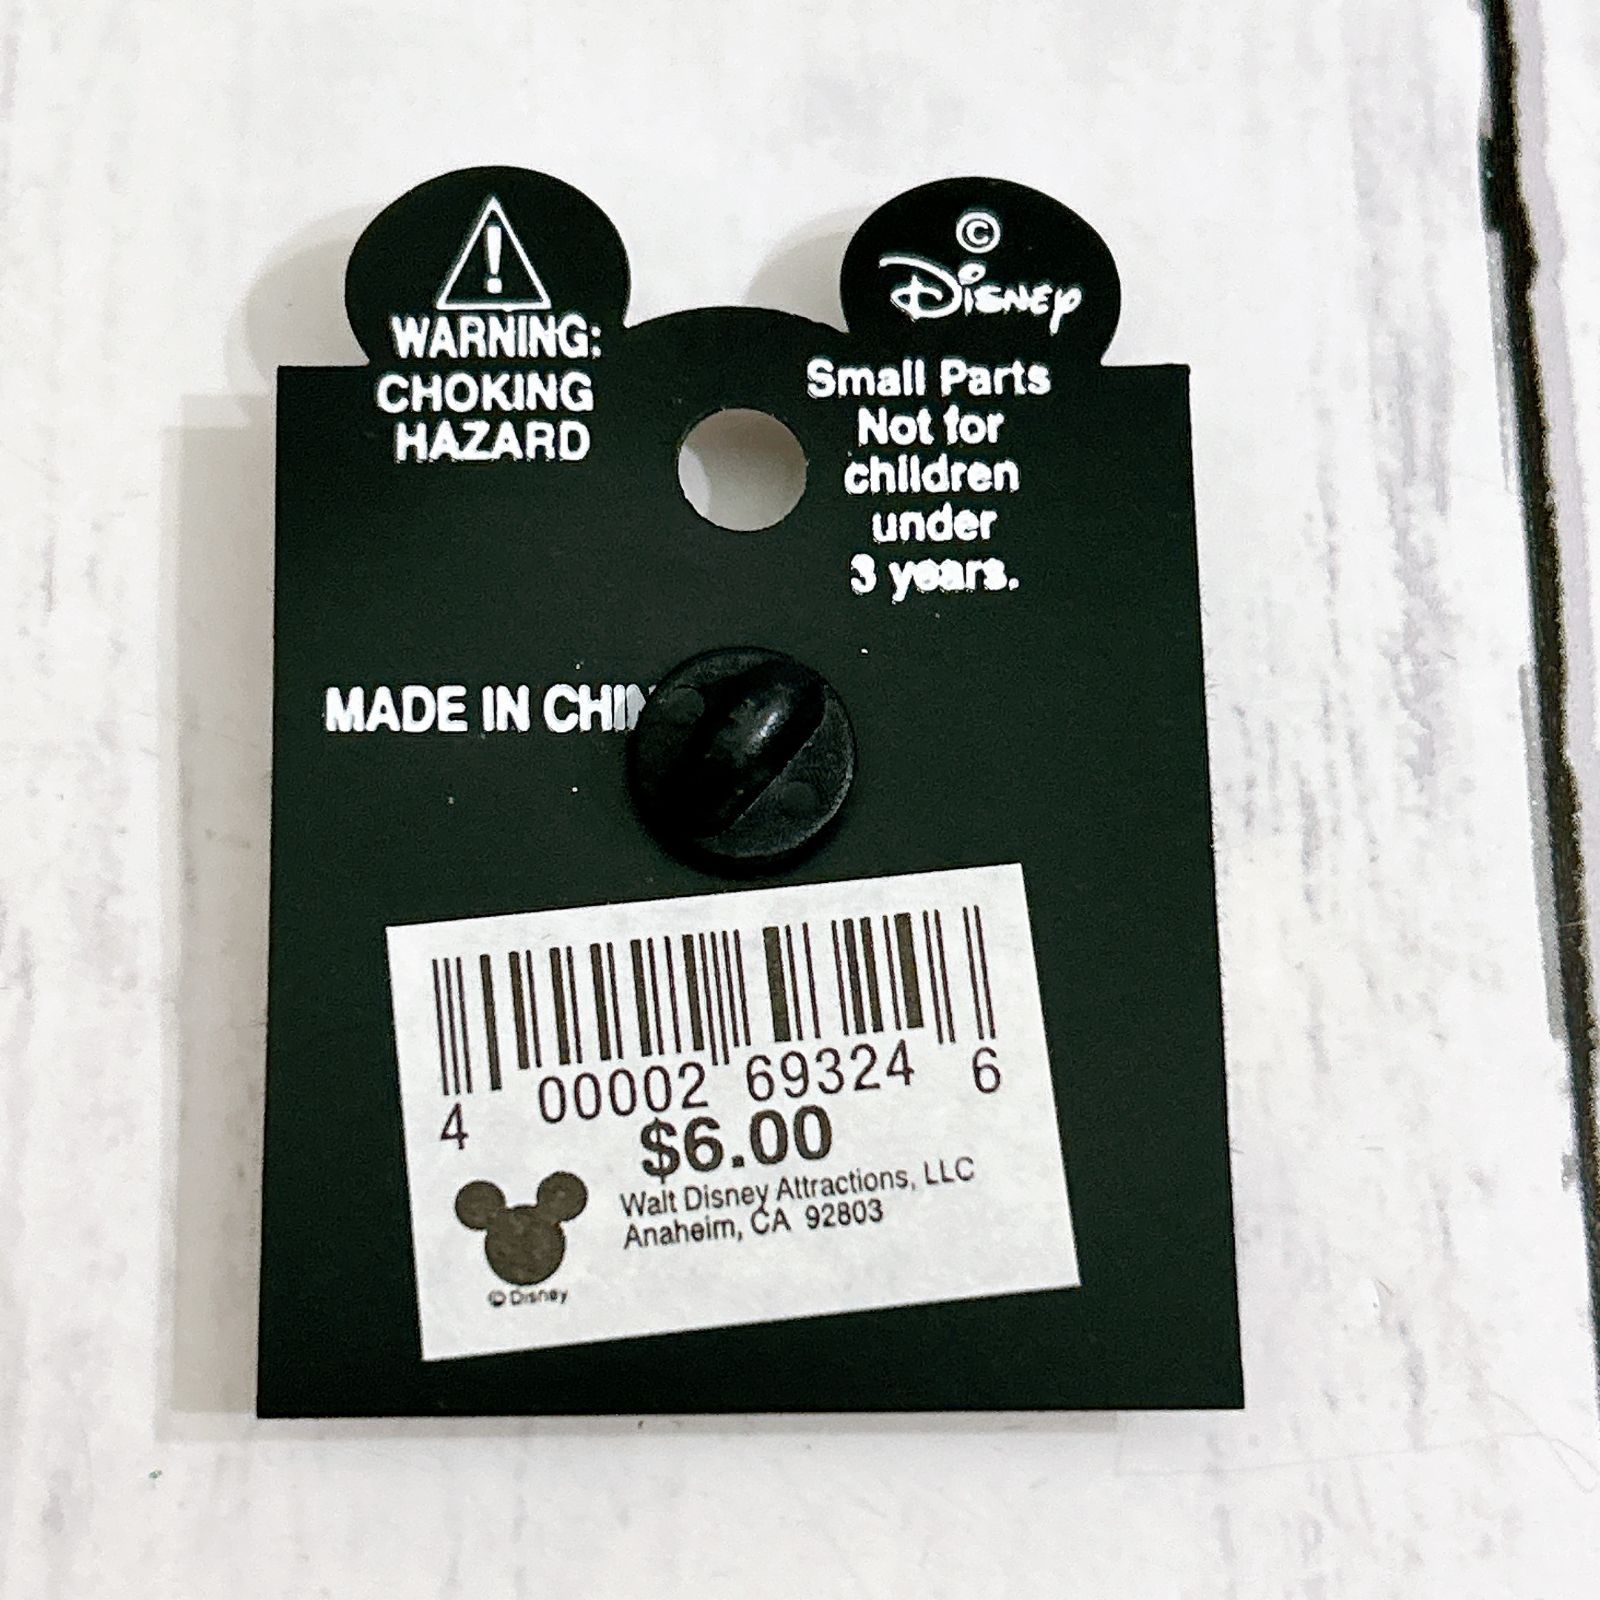 WARNING:
CHOKING
HAZARD
©
Disney
Small Parts
Not for
children
under
3 years.
MADE IN CHIN
4 00002 69324 6
$6.00
Walt Disney Attractions, LLC
Anaheim, CA 92803
© Disney